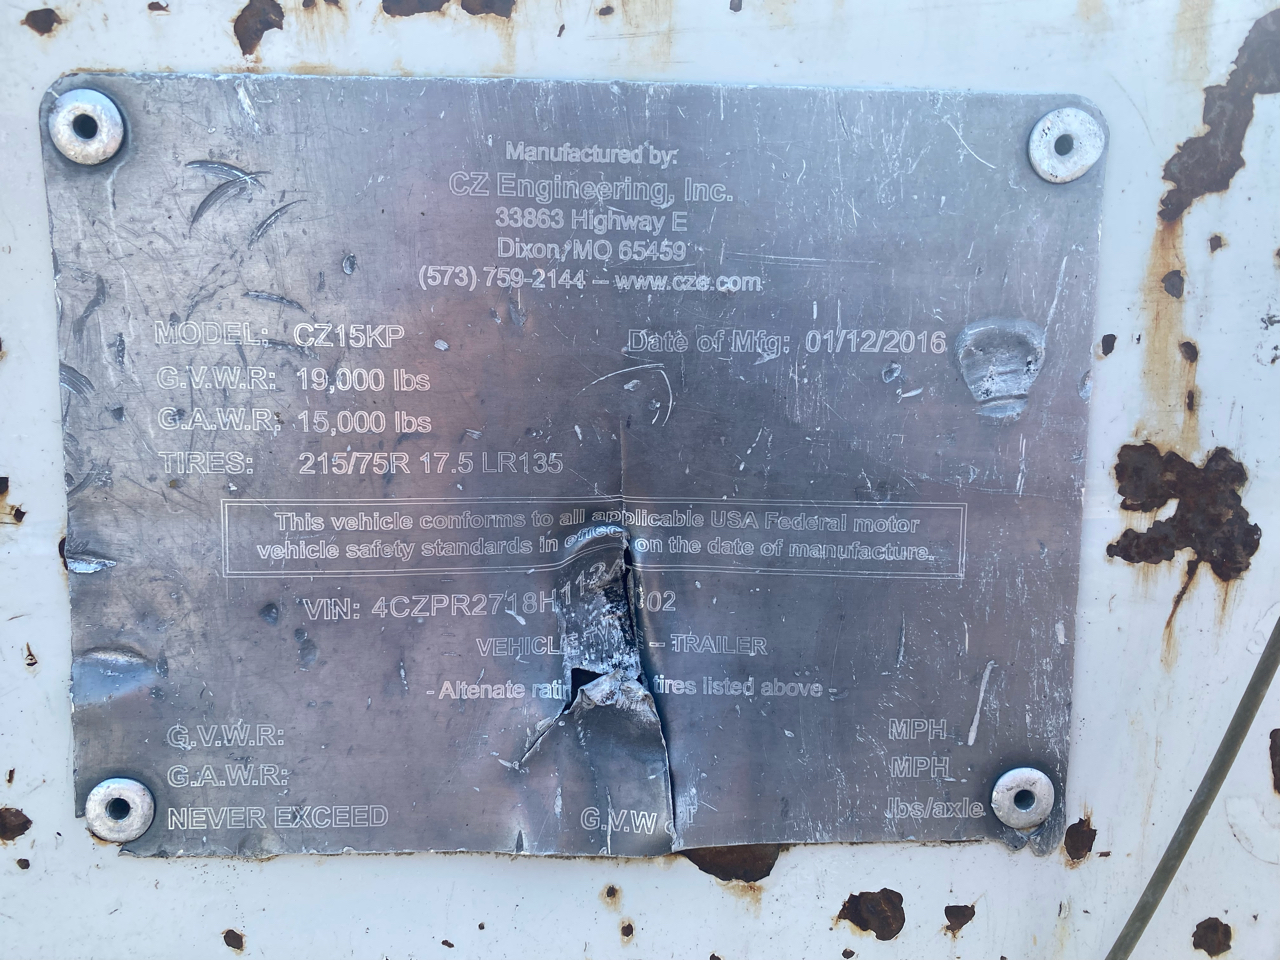 Manufactured by:
CZ Engineering, Inc.
33863 Highway E
Dixon, MO 65459
(573) 759-2144 – www.cze.com
MODEL: CZ15KP Date of Mfg: 01/12/2016
G.V.W.R: 19,000 lbs
G.A.W.R: 15,000 lbs
TIRES: 215/75R 17.5 LR135
This vehicle conforms to all applicable USA Federal motor
vehicle safety standards in effect on the date of manufacture.
VIN:
VEHICLE TYPE – TRAILER
- Altenate tires listed above -
G.V.W.R: MPH
G.A.W.R: MPH
NEVER EXCEED G.V.W lbs/axle